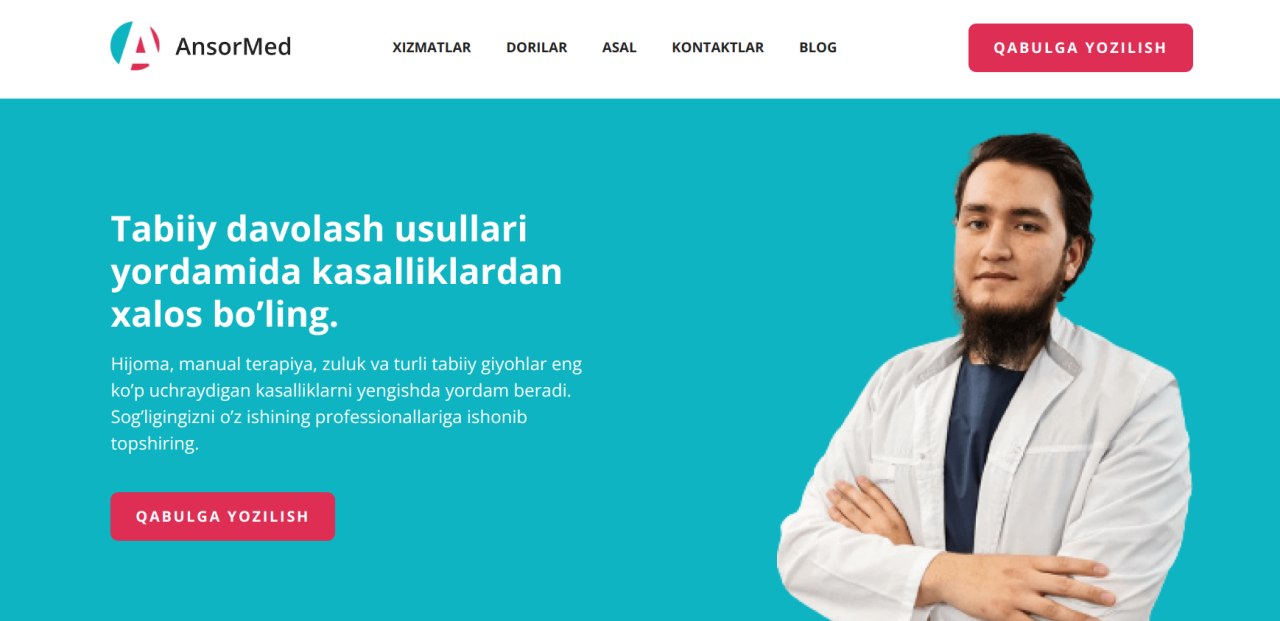 AnsorMed
XIZMATLAR
DORILAR
ASAL
KONTAKTLAR
BLOG
QABULGA YOZILISH
Tabiiy davolash usullari
yordamida kasalliklardan
xalos bo’ling.
Hijoma, manual terapiya, zuluk va turli tabiiy giyohlar eng
ko’p uchraydigan kasalliklarni yengishda yordam beradi.
Sog’ligingizni o’z ishining professionallariga ishonib
topshiring.
QABULGA YOZILISH